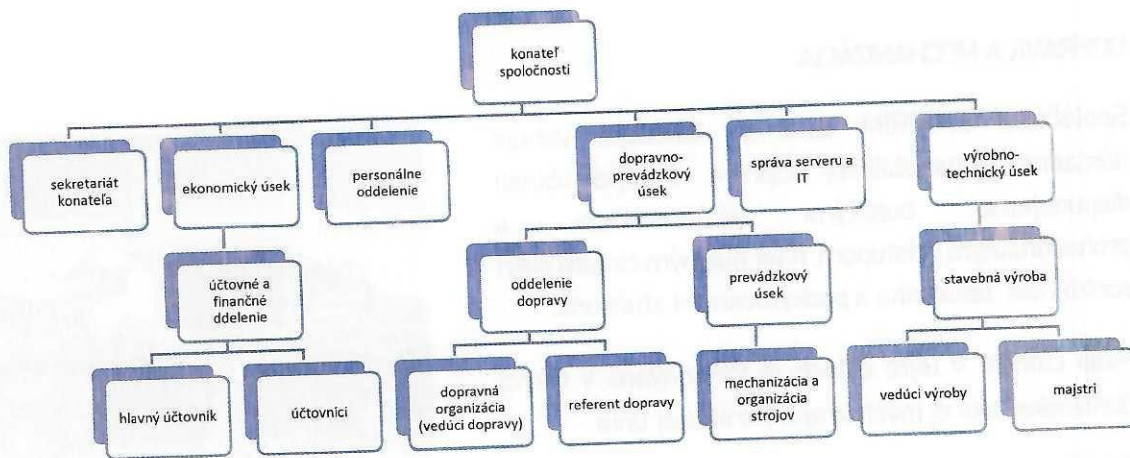 konateľ
spoločnosti
sekretariát
konateľa
ekonomický úsek
personálne
oddelenie
dopravno-
prevádzkový
úsek
správa serveru a
IT
výrobno-
technický úsek
účtovné a
finančné
ddelenie
oddelenie
dopravy
prevádzkový
úsek
stavebná výroba
hlavný účtovník
účtovníci
dopravná
organizácia
(vedúci dopravy)
referent dopravy
mechanizácia a
organizácia
strojov
vedúci výroby
majstri